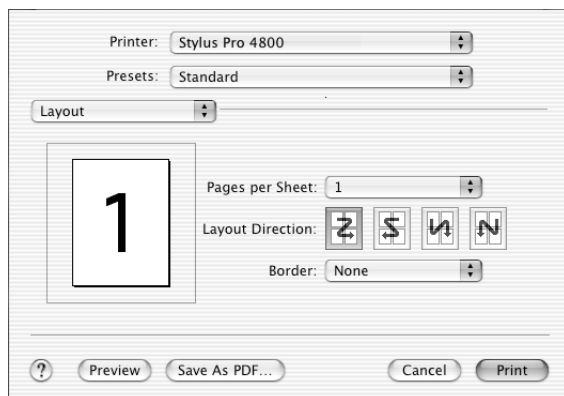 Printer: Stylus Pro 4800
Presets: Standard
Layout
1
Pages per Sheet: 1
Layout Direction:
Border: None
? Preview Save As PDF... Cancel Print